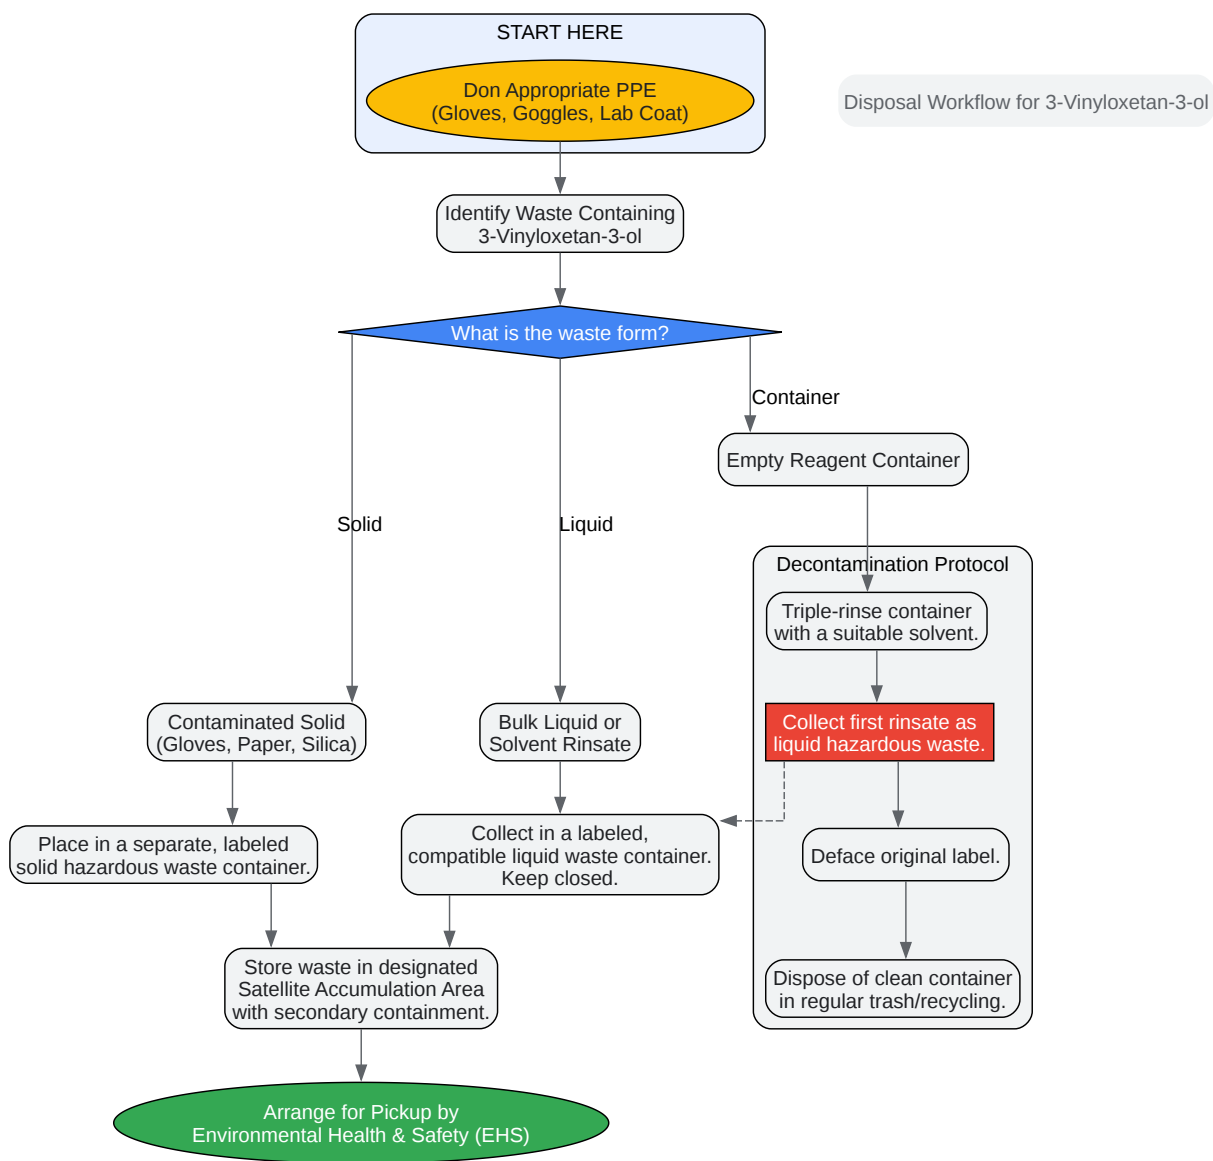 START HERE
Don Appropriate PPE
(Gloves, Goggles, Lab Coat)
Disposal Workflow for 3-Vinyloxetan-3-ol
Identify Waste Containing
3-Vinyloxetan-3-ol
What is the waste form?
Container
Empty Reagent Container
Solid
Liquid
Decontamination Protocol
Triple-rinse container
with a suitable solvent.
Contaminated Solid
(Gloves, Paper, Silica)
Bulk Liquid or
Solvent Rinsate
Collect first rinsate as
liquid hazardous waste.
Place in a separate, labeled
solid hazardous waste container.
Collect in a labeled,
compatible liquid waste container.
Keep closed.
Deface original label.
Store waste in designated
Satellite Accumulation Area
with secondary containment.
Dispose of clean container
in regular trash/recycling.
Arrange for Pickup by
Environmental Health & Safety (EHS)